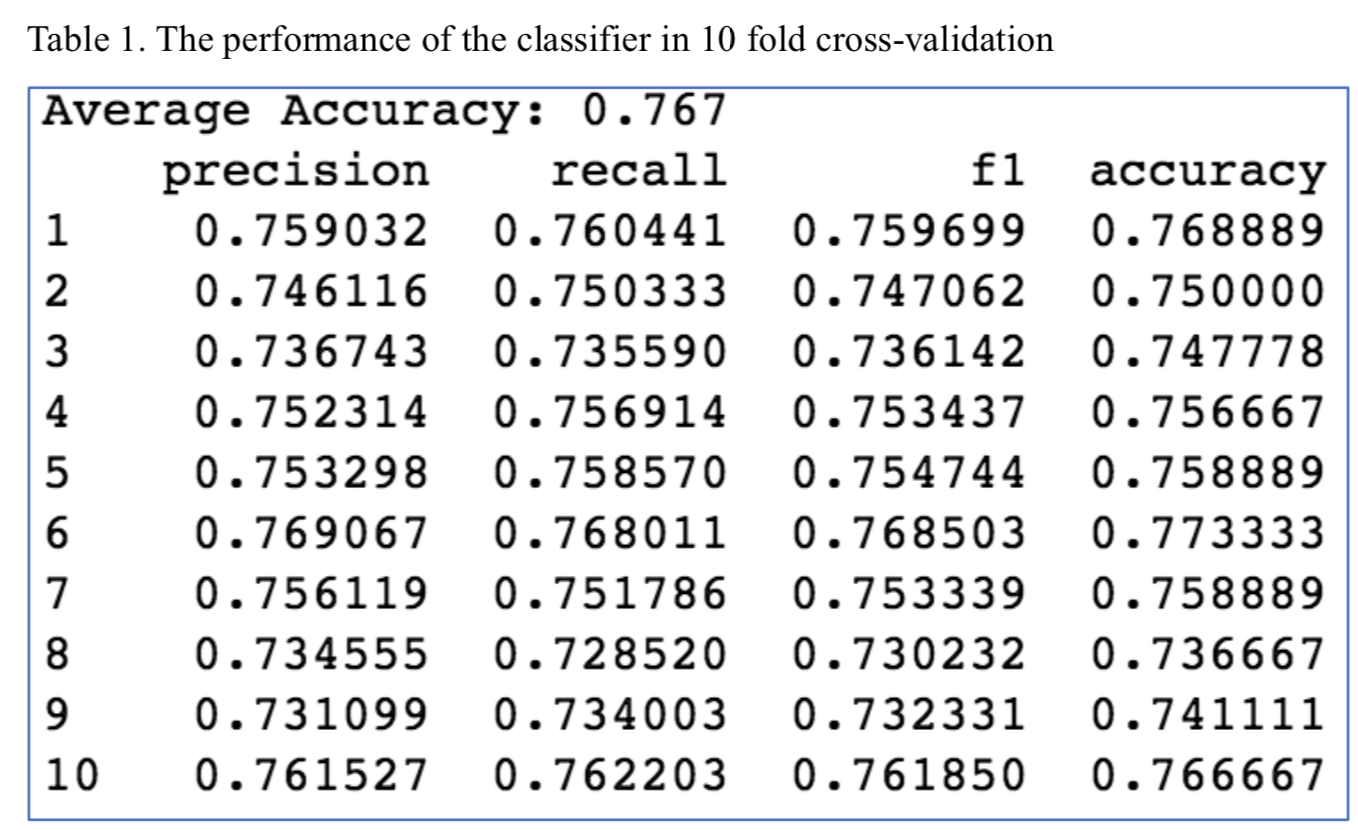 Table 1. The performance of the classifier in 10 fold cross-validation
Average Accuracy: 0.767
precision recall f1 accuracy
1 0.759032 0.760441 0.759699 0.768889
2 0.746116 0.750333 0.747062 0.750000
3 0.736743 0.735590 0.736142 0.747778
4 0.752314 0.756914 0.753437 0.756667
5 0.753298 0.758570 0.754744 0.758889
6 0.769067 0.768011 0.768503 0.773333
7 0.756119 0.751786 0.753339 0.758889
8 0.734555 0.728520 0.730232 0.736667
9 0.731099 0.734003 0.732331 0.741111
10 0.761527 0.762203 0.761850 0.766667